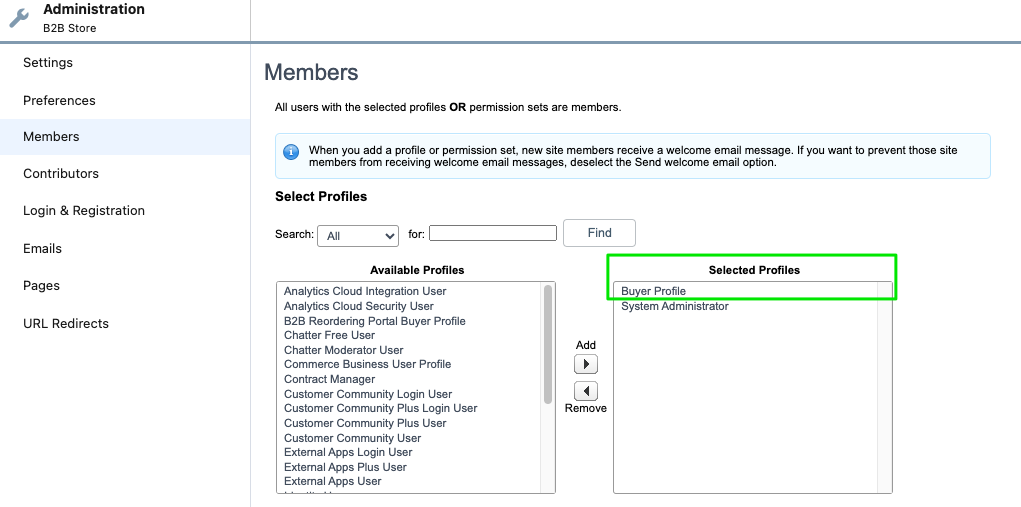 Administration
B2B Store
Settings
Preferences
Members
Contributors
Login & Registration
Emails
Pages
URL Redirects
Members
All users with the selected profiles OR permission sets are members.
When you add a profile or permission set, new site members receive a welcome email message. If you want to prevent those site
members from receiving welcome email messages, deselect the Send welcome email option.
Select Profiles
Search: All for: Find
Available Profiles
Analytics Cloud Integration User
Analytics Cloud Security User
B2B Reordering Portal Buyer Profile
Chatter Free User
Chatter Moderator User
Commerce Business User Profile
Contract Manager
Customer Community Login User
Customer Community Plus Login User
Customer Community Plus User
Customer Community User
External Apps Login User
External Apps Plus User
External Apps User
Add
Remove
Selected Profiles
Buyer Profile
System Administrator